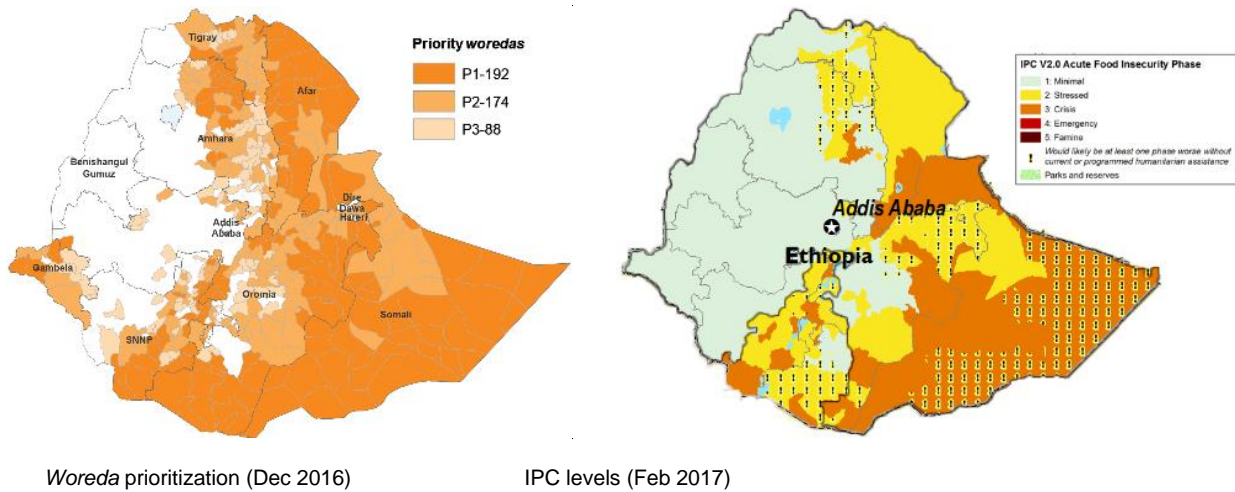 Priority woredas
P1-192
P2-174
P3-88
Tigray
Afar
Amhara
Benishangul
Gumuz
Dire
Dawa
Hareri
Addis
Ababa
Gambela
Oromia
Somali
SNNP
IPC V2.0 Acute Food Insecurity Phase
1: Minimal
2: Stressed
3: Crisis
4: Emergency
5: Famine
! Would likely be at least one phase worse without
current or programmed humanitarian assistance
Parks and reserves
Addis Ababa
Ethiopia
Woreda prioritization (Dec 2016)
IPC levels (Feb 2017)